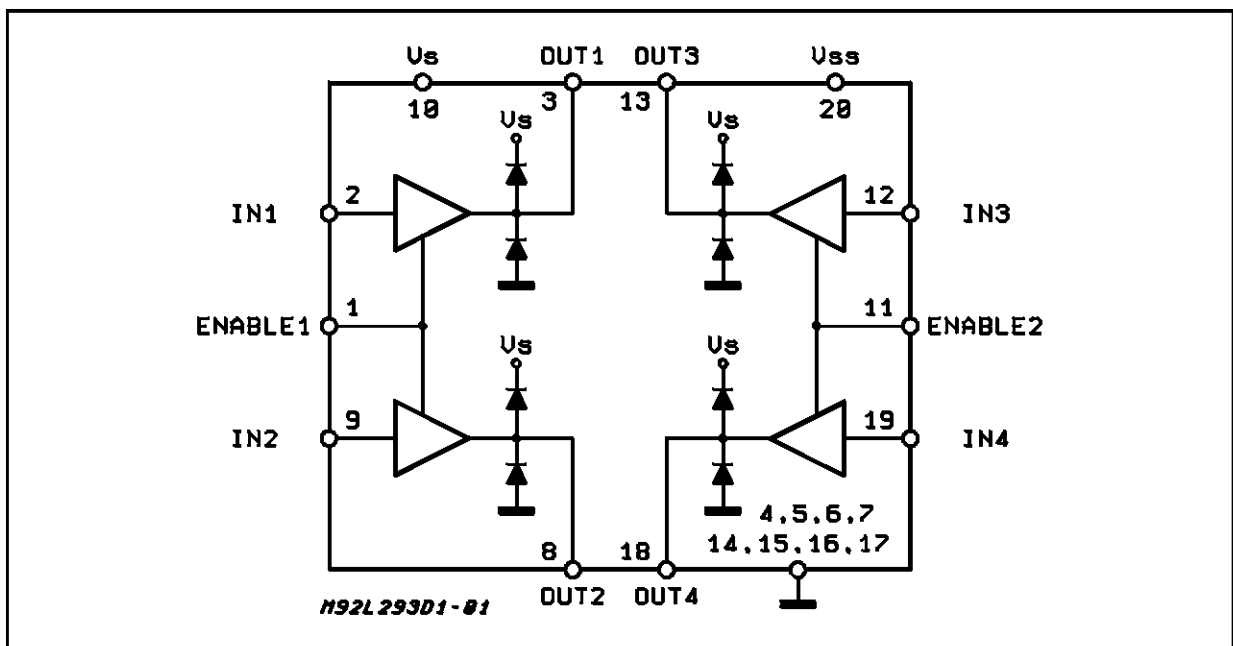 Vs OUT1 OUT3 Vss
10 3 13 20
Vs Vs
IN1 2 12 IN3
ENABLE1 1 11 ENABLE2
Vs Vs
IN2 9 19 IN4
4,5,6,7
8 18 14,15,16,17
OUT2 OUT4
M92L293D1-01